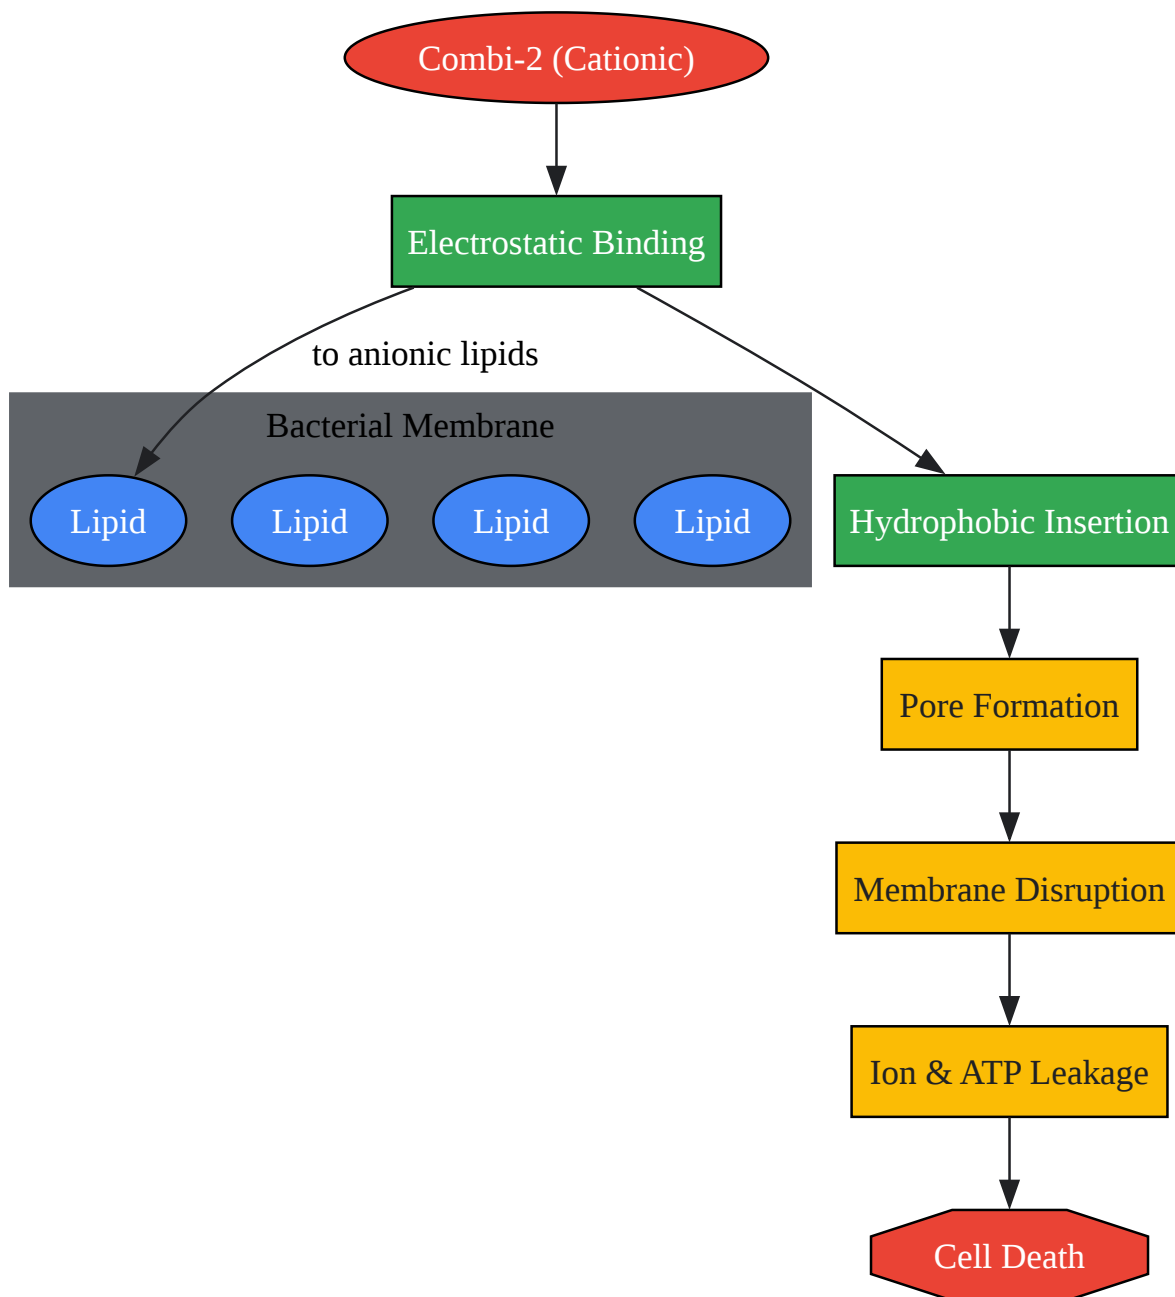 Combi-2 (Cationic)
Electrostatic Binding
to anionic lipids
Bacterial Membrane
Lipid
Lipid
Lipid
Lipid
Hydrophobic Insertion
Pore Formation
Membrane Disruption
Ion & ATP Leakage
Cell Death